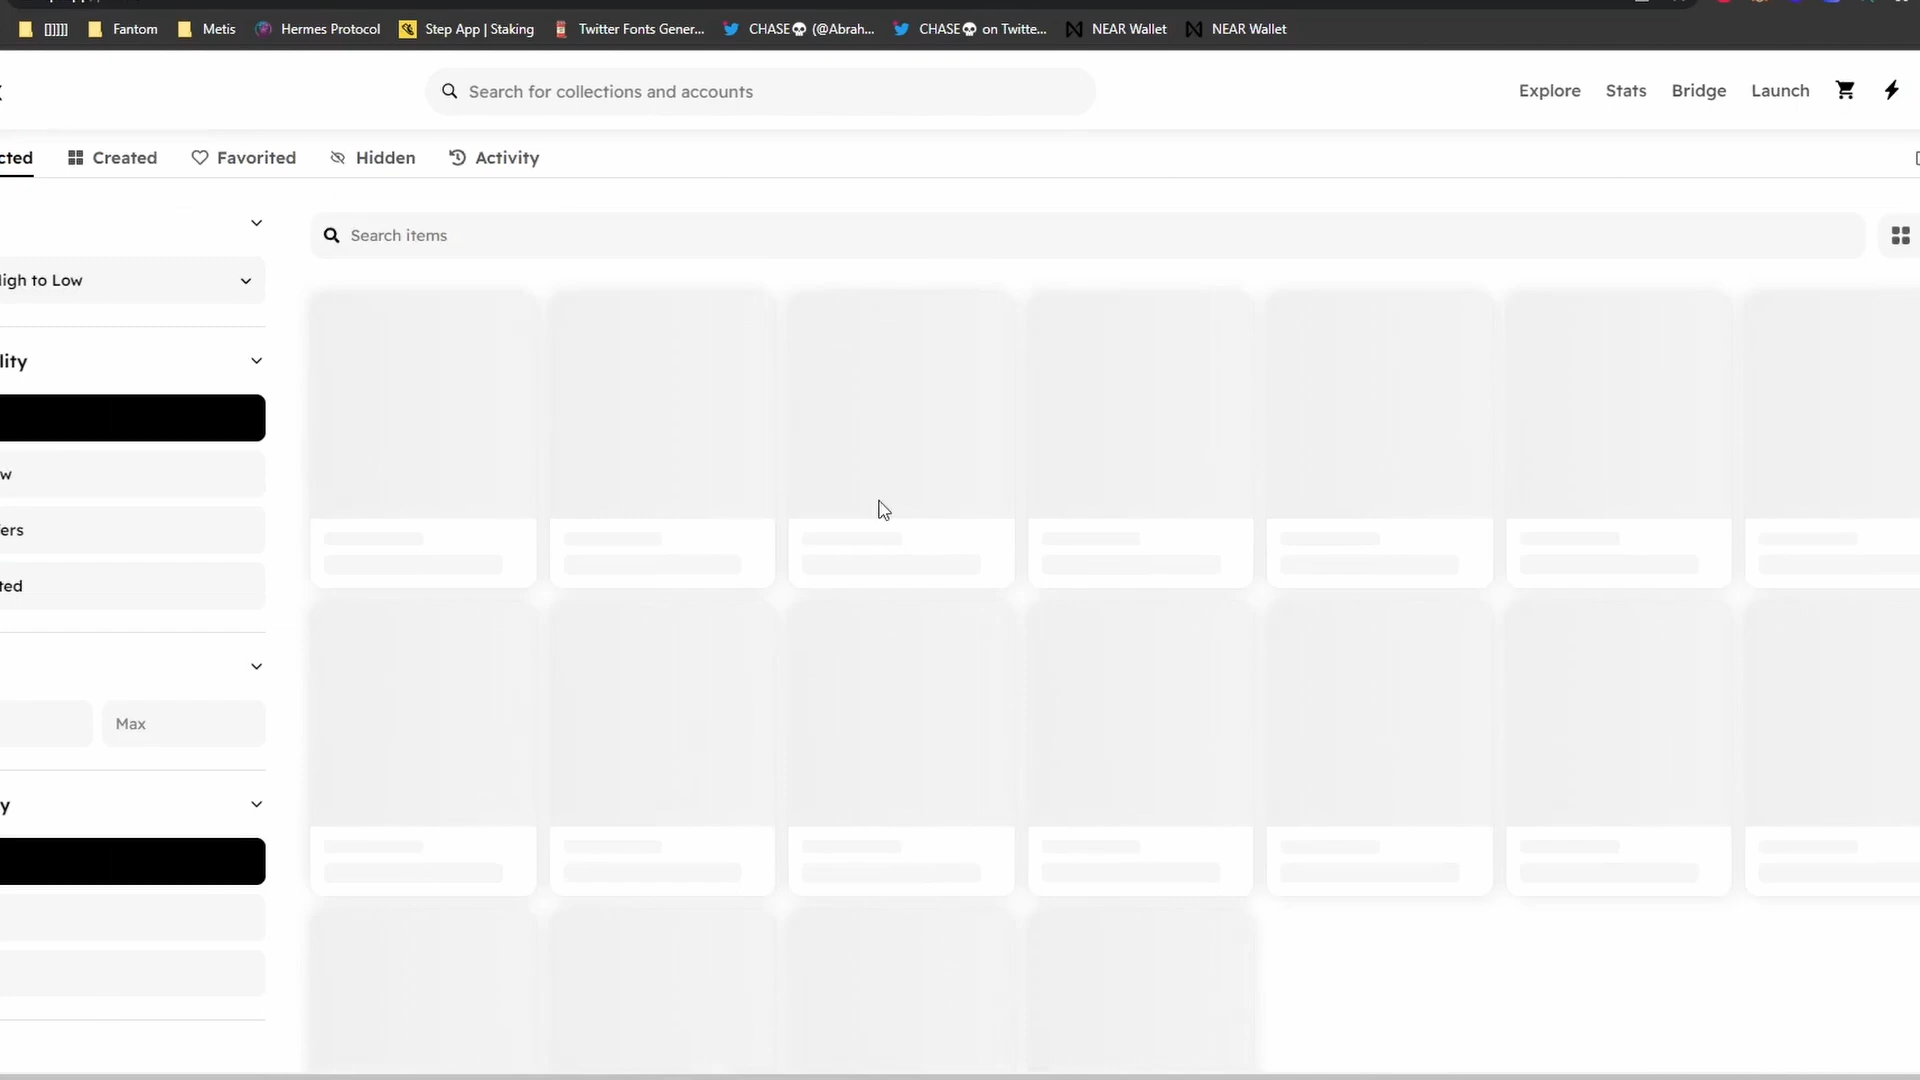 Fantom Metis Hermes Protocol Step App | Staking Twitter Fonts Gener... CHASE💀 (@Abrah... CHASE💀 on Twitte... NEAR Wallet NEAR Wallet
Search for collections and accounts
Explore Stats Bridge Launch
cted Created Favorited Hidden Activity
Search items
High to Low
lity
w
fers
ted
Max
y